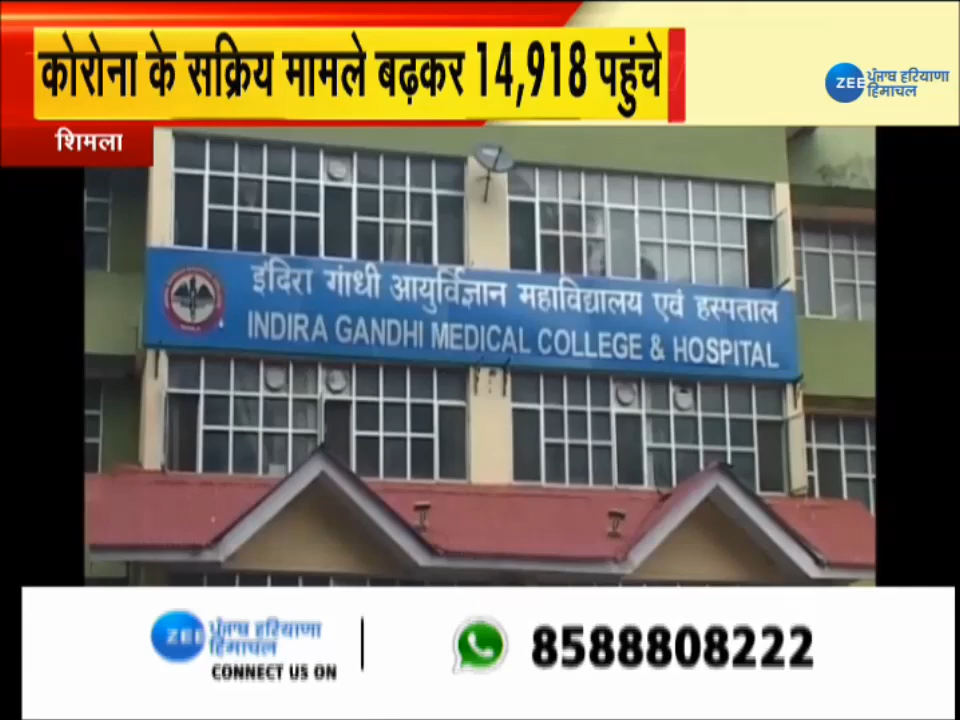 कोरोना के सक्रिय मामले बढ़कर 14,918 पहुंचे
ZEE ਪੰਜਾਬ हरियाणा
हिमाचल
शिमला
इंदिरा गांधी आयुर्विज्ञान महाविद्यालय एवं हस्पताल
INDIRA GANDHI MEDICAL COLLEGE & HOSPITAL
ZEE ਪੰਜਾਬ हरियाणा
हिमाचल
CONNECT US ON
8588808222